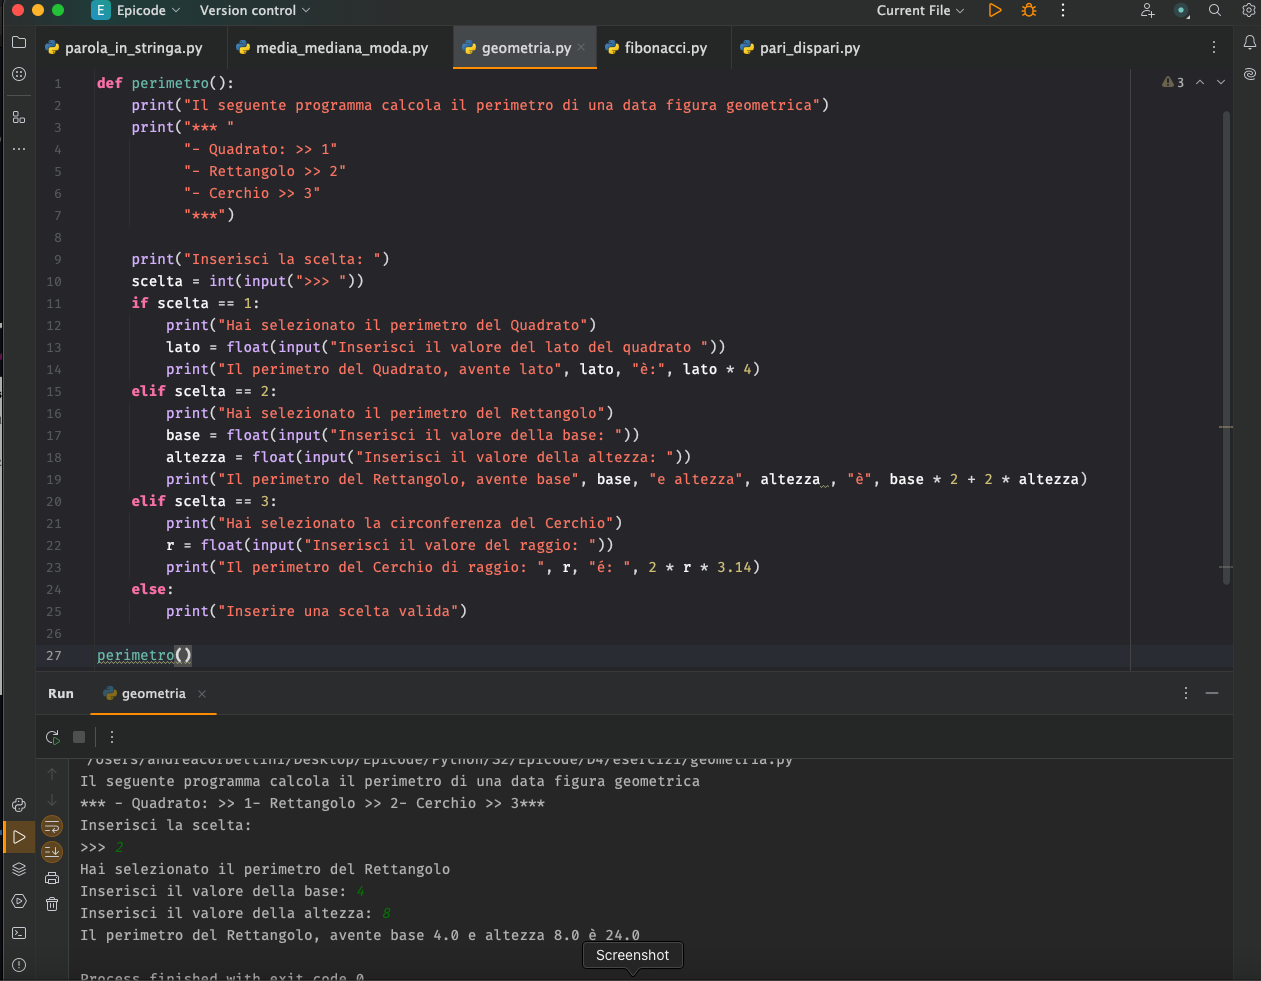 E Epicode Version control Current File
parola_in_stringa.py media_mediana_moda.py geometria.py fibonacci.py pari_dispari.py
3
1 def perimetro():
2 print("Il seguente programma calcola il perimetro di una data figura geometrica")
3 print("*** "
4 "- Quadrato: >> 1"
5 "- Rettangolo >> 2"
6 "- Cerchio >> 3"
7 "***")
8
9 print("Inserisci la scelta: ")
10 scelta = int(input(">>> "))
11 if scelta == 1:
12 print("Hai selezionato il perimetro del Quadrato")
13 lato = float(input("Inserisci il valore del lato del quadrato "))
14 print("Il perimetro del Quadrato, avente lato", lato, "è:", lato * 4)
15 elif scelta == 2:
16 print("Hai selezionato il perimetro del Rettangolo")
17 base = float(input("Inserisci il valore della base: "))
18 altezza = float(input("Inserisci il valore della altezza: "))
19 print("Il perimetro del Rettangolo, avente base", base, "e altezza", altezza , "è", base * 2 + 2 * altezza)
20 elif scelta == 3:
21 print("Hai selezionato la circonferenza del Cerchio")
22 r = float(input("Inserisci il valore del raggio: "))
23 print("Il perimetro del Cerchio di raggio: ", r, "é: ", 2 * r * 3.14)
24 else:
25 print("Inserire una scelta valida")
26
27 perimetro()
Run geometria
/Users/andreacorbellini/Desktop/Epicode/Python/S2/Epicode/D4/esercizi/geometria.py
Il seguente programma calcola il perimetro di una data figura geometrica
*** - Quadrato: >> 1- Rettangolo >> 2- Cerchio >> 3***
Inserisci la scelta:
>>> 2
Hai selezionato il perimetro del Rettangolo
Inserisci il valore della base: 4
Inserisci il valore della altezza: 8
Il perimetro del Rettangolo, avente base 4.0 e altezza 8.0 è 24.0
Screenshot
Process finished with exit code 0